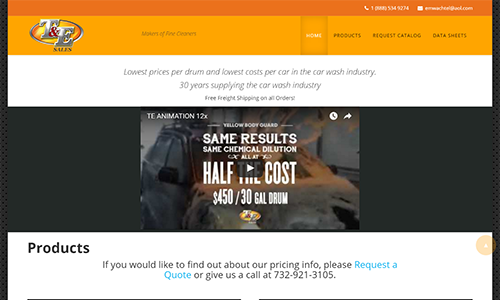 1 (888) 534 9274 emwachtel@aol.com
T&E
SALES
Makers of Fine Cleaners
HOME PRODUCTS REQUEST CATALOG DATA SHEETS
Lowest prices per drum and lowest costs per car in the car wash industry.
30 years supplying the car wash industry
Free Freight Shipping on all Orders!
TE ANIMATION 12x
YELLOW BODY GUARD
SAME RESULTS
SAME CHEMICAL DILUTION
ALL AT
HALF THE COST
$450 / 30 GAL DRUM
T&E
SALES
Products
If you would like to find out about our pricing info, please Request a
Quote or give us a call at 732-921-3105.